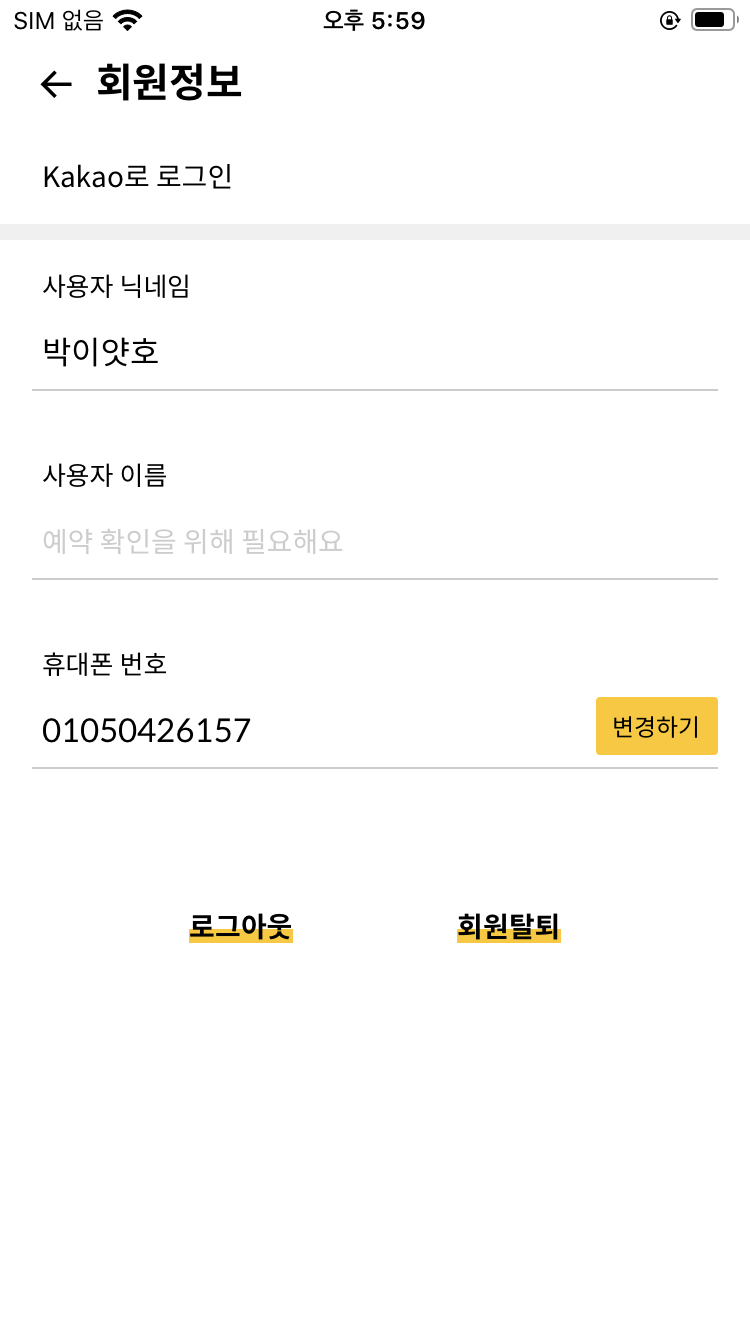 SIM 없음 오후 5:59
회원정보
Kakao로 로그인
사용자 닉네임
박이얏호
사용자 이름
예약 확인을 위해 필요해요
휴대폰 번호
01050426157 변경하기
로그아웃 회원탈퇴